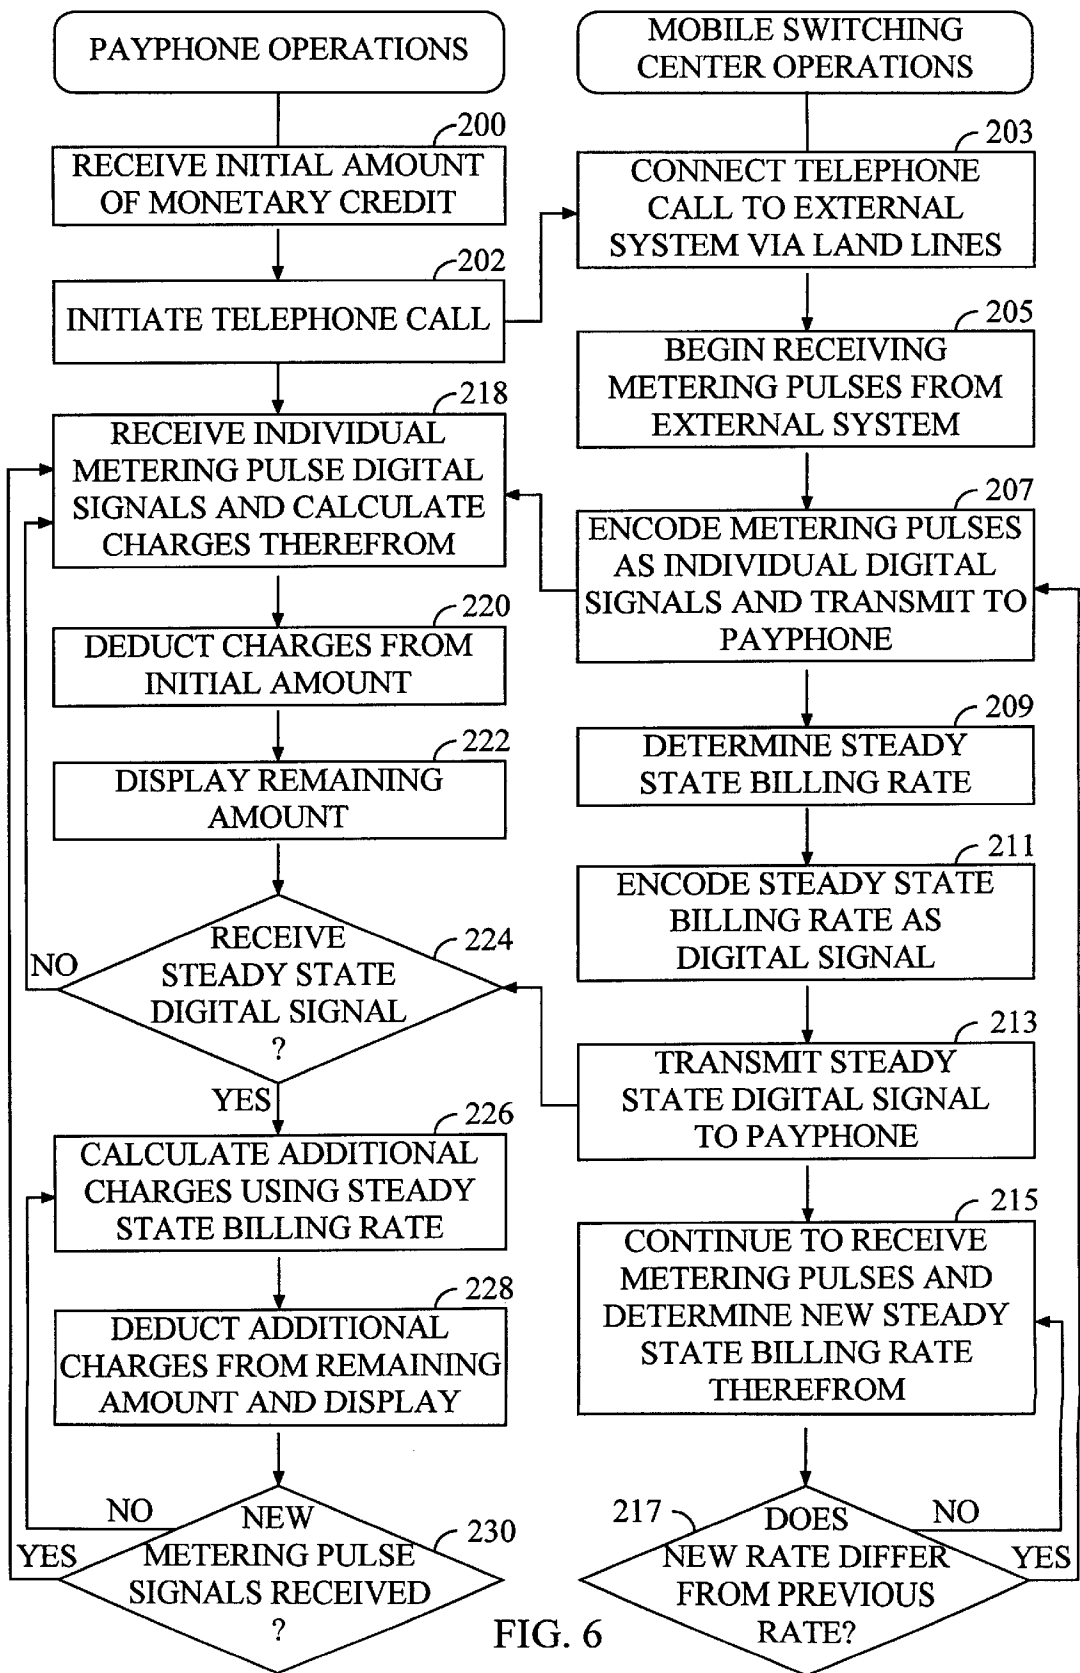 PAYPHONE OPERATIONS
200
RECEIVE INITIAL AMOUNT
OF MONETARY CREDIT
202
INITIATE TELEPHONE CALL
218
RECEIVE INDIVIDUAL
METERING PULSE DIGITAL
SIGNALS AND CALCULATE
CHARGES THEREFROM
220
DEDUCT CHARGES FROM
INITIAL AMOUNT
222
DISPLAY REMAINING
AMOUNT
224
RECEIVE
STEADY STATE
DIGITAL SIGNAL
?
NO
YES
226
CALCULATE ADDITIONAL
CHARGES USING STEADY
STATE BILLING RATE
228
DEDUCT ADDITIONAL
CHARGES FROM REMAINING
AMOUNT AND DISPLAY
230
NEW
METERING PULSE
SIGNALS RECEIVED
?
NO
YES
MOBILE SWITCHING
CENTER OPERATIONS
203
CONNECT TELEPHONE
CALL TO EXTERNAL
SYSTEM VIA LAND LINES
205
BEGIN RECEIVING
METERING PULSES FROM
EXTERNAL SYSTEM
207
ENCODE METERING PULSES
AS INDIVIDUAL DIGITAL
SIGNALS AND TRANSMIT TO
PAYPHONE
209
DETERMINE STEADY
STATE BILLING RATE
211
ENCODE STEADY STATE
BILLING RATE AS
DIGITAL SIGNAL
213
TRANSMIT STEADY
STATE DIGITAL SIGNAL
TO PAYPHONE
215
CONTINUE TO RECEIVE
METERING PULSES AND
DETERMINE NEW STEADY
STATE BILLING RATE
THEREFROM
217
DOES
NEW RATE DIFFER
FROM PREVIOUS
RATE?
NO
YES
FIG. 6